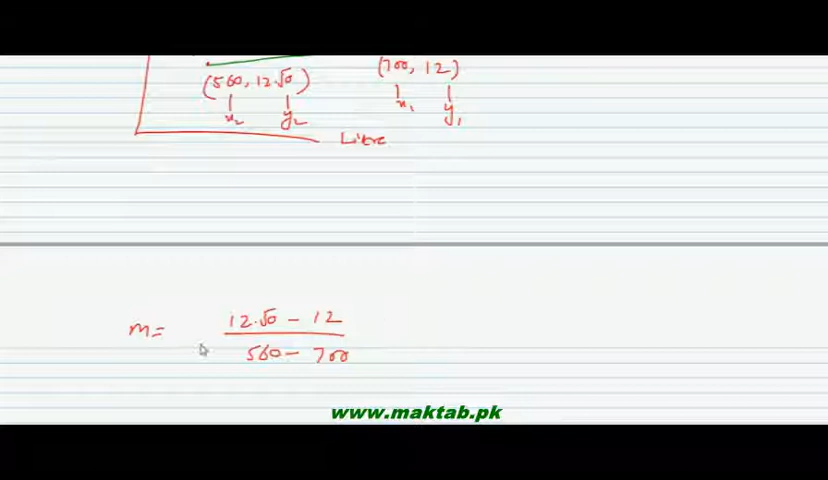 (560, 12.50) (700, 12)
x2 y2 x1 y1
Litre
m= 12.50 - 12
560 - 700
www.maktab.pk